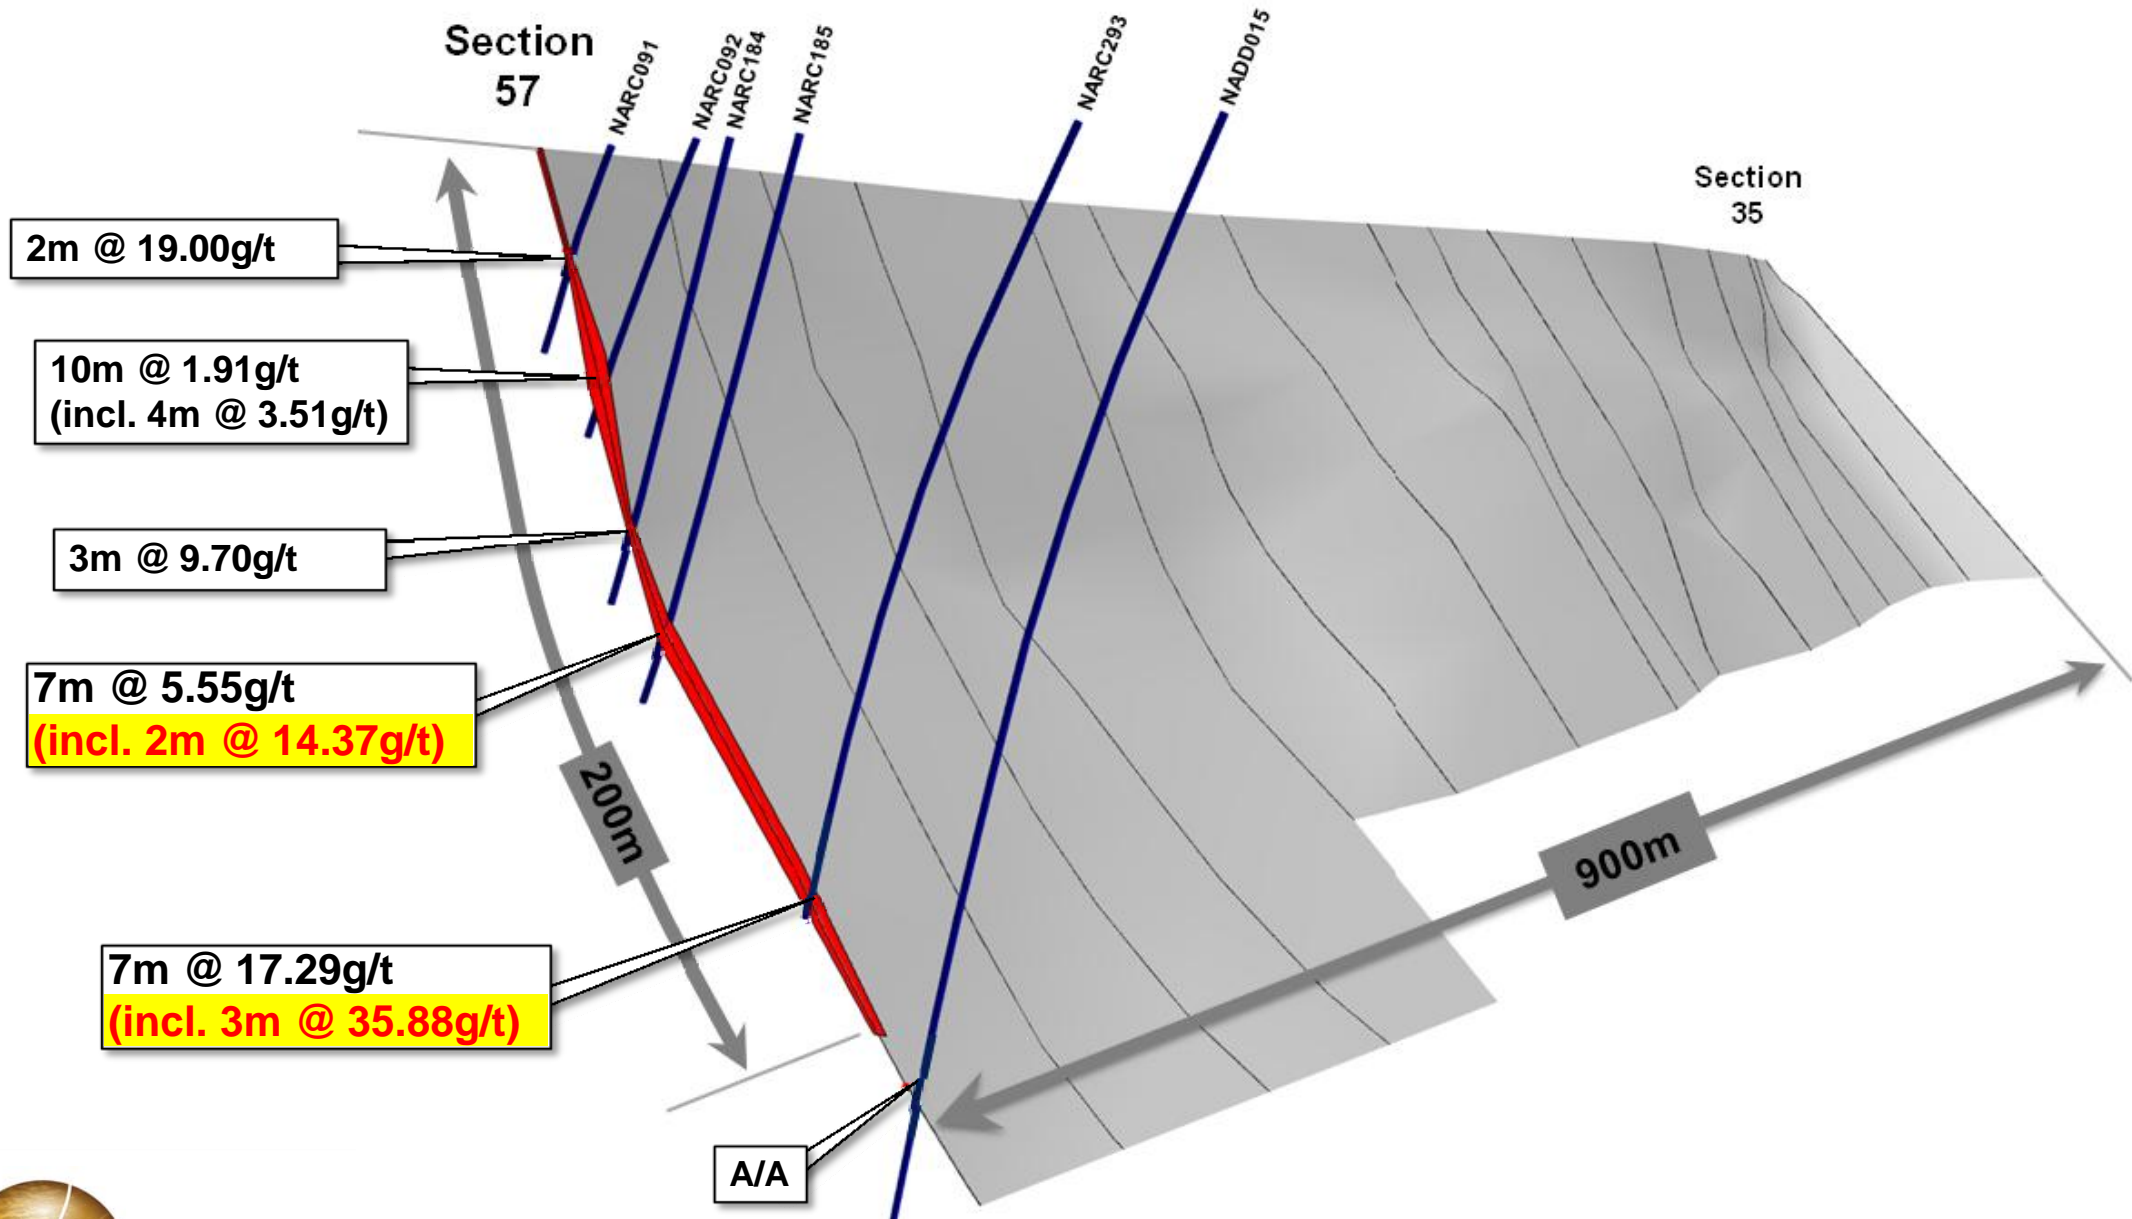 Section
57
NARC091
NARC092
NARC184
NARC185
NARC293
NADD015
Section
35
2m @ 19.00g/t
10m @ 1.91g/t
(incl. 4m @ 3.51g/t)
3m @ 9.70g/t
7m @ 5.55g/t
(incl. 2m @ 14.37g/t)
200m
900m
7m @ 17.29g/t
(incl. 3m @ 35.88g/t)
A/A